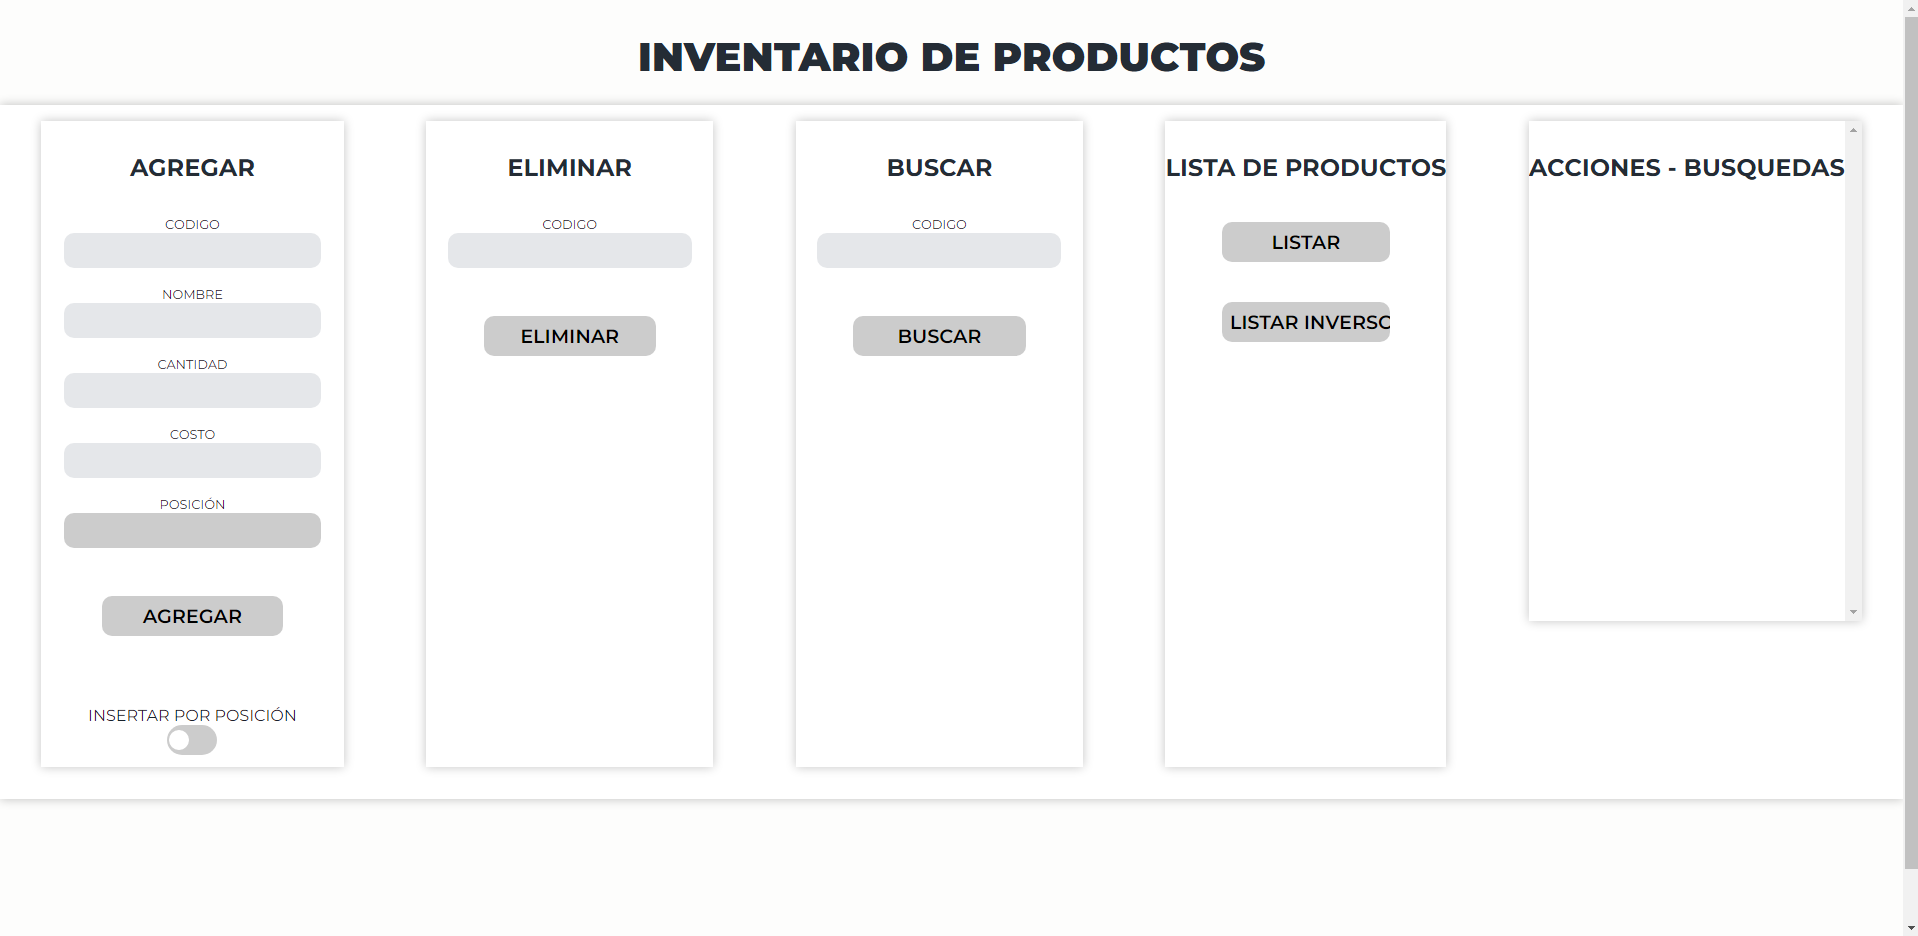 INVENTARIO DE PRODUCTOS
AGREGAR
CODIGO
NOMBRE
CANTIDAD
COSTO
POSICIÓN
AGREGAR
INSERTAR POR POSICIÓN
ELIMINAR
CODIGO
ELIMINAR
BUSCAR
CODIGO
BUSCAR
LISTA DE PRODUCTOS
LISTAR
LISTAR INVERSO
ACCIONES - BUSQUEDAS